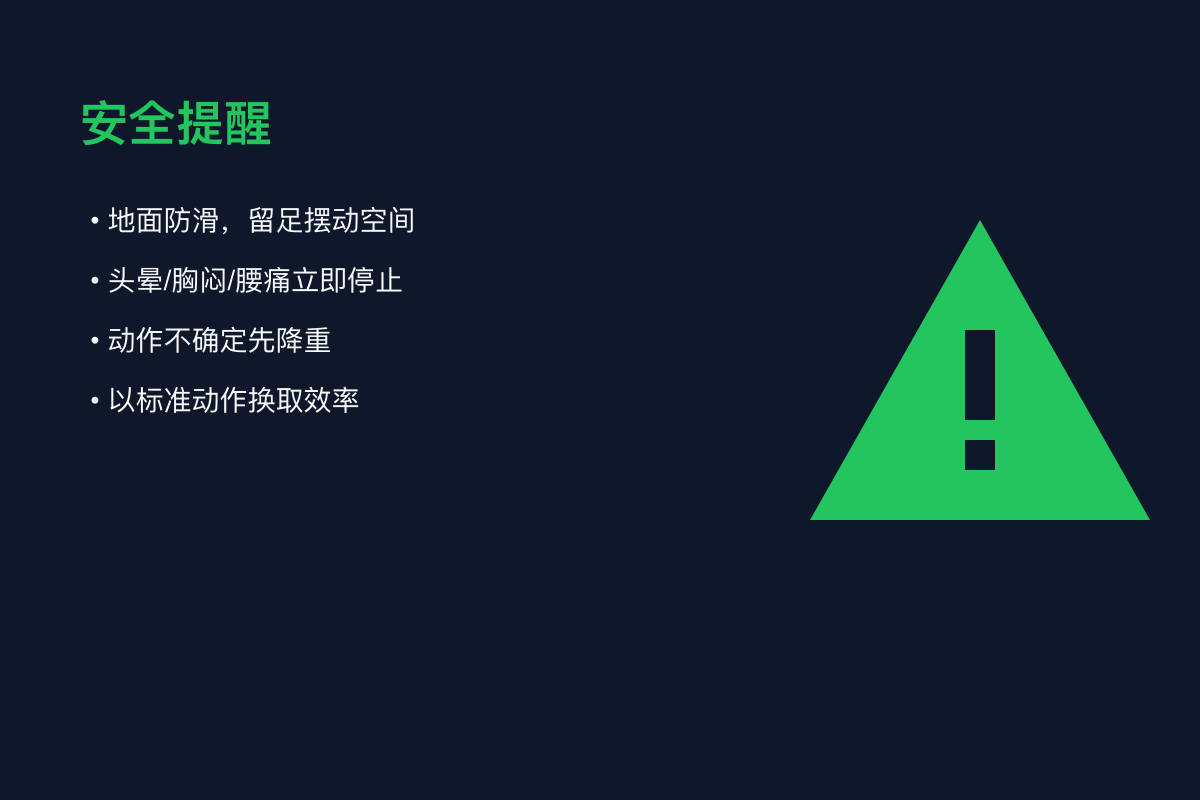 安全提醒
• 地面防滑，留足摆动空间
• 头晕/胸闷/腰痛立即停止
• 动作不确定先降重
• 以标准动作换取效率
!